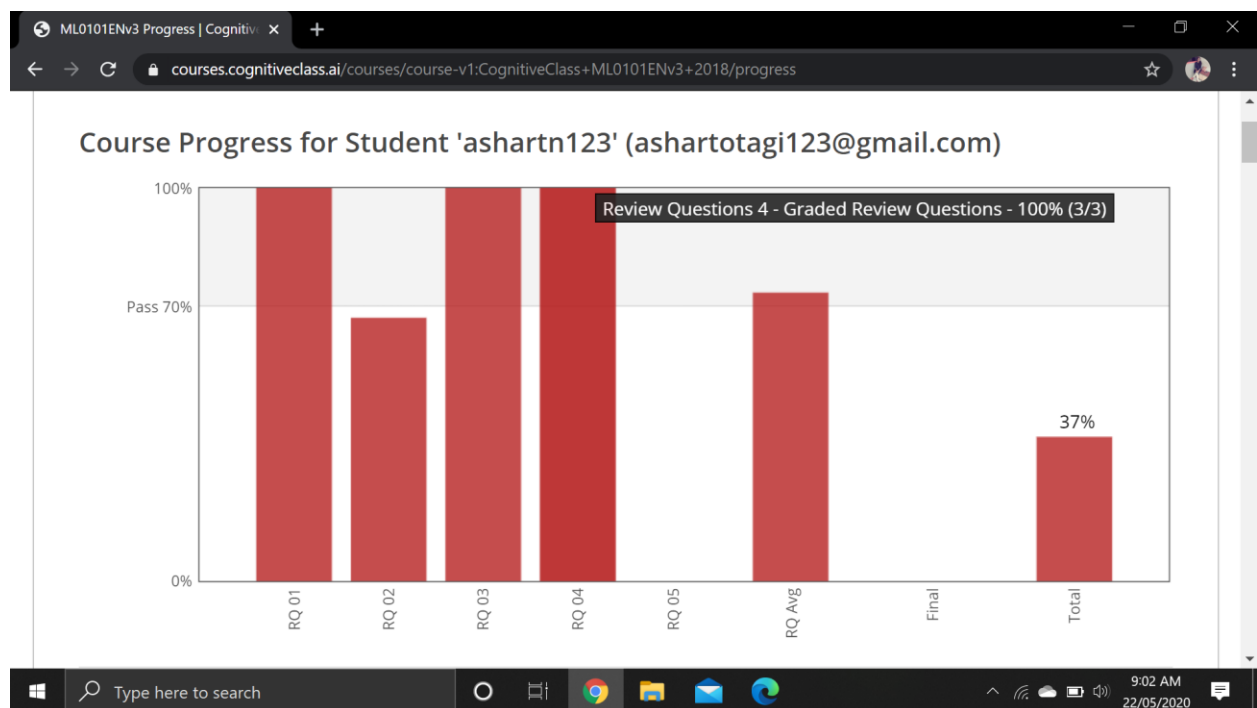 ML0101ENv3 Progress | Cognitiv
courses.cognitiveclass.ai/courses/course-v1:CognitiveClass+ML0101ENv3+2018/progress
Course Progress for Student 'ashartn123' (ashartotagi123@gmail.com)
100%
Review Questions 4 - Graded Review Questions - 100% (3/3)
Pass 70%
37%
0%
RQ 01
RQ 02
RQ 03
RQ 04
RQ 05
RQ Avg
Final
Total
Type here to search
9:02 AM
22/05/2020